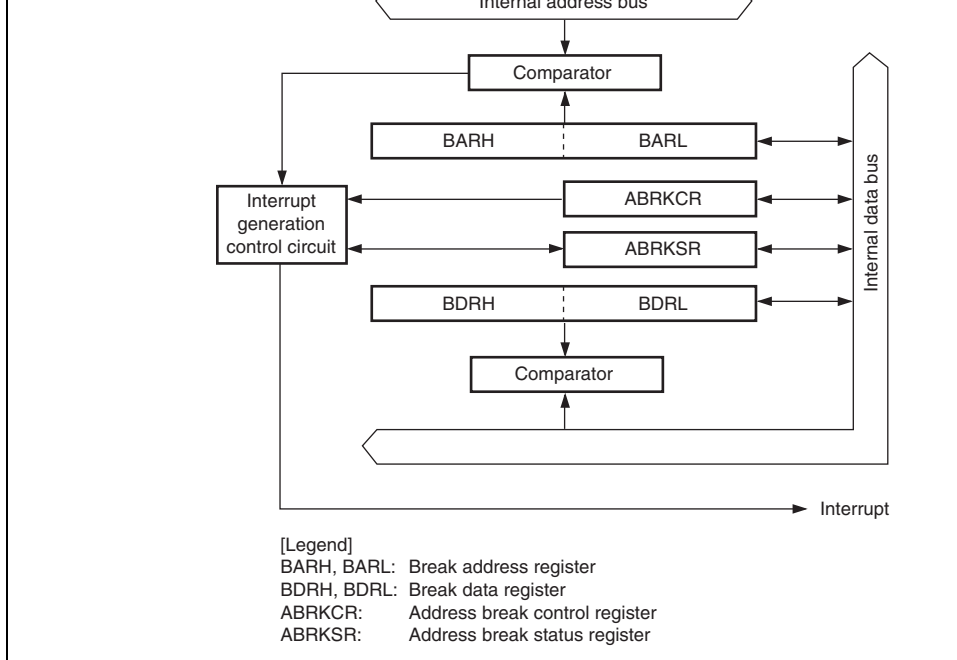 Internal address bus
Comparator
BARH BARL
ABRKCR
Interrupt
generation
control circuit
ABRKSR
Internal data bus
BDRH BDRL
Comparator
Interrupt
[Legend]
BARH, BARL: Break address register
BDRH, BDRL: Break data register
ABRKCR: Address break control register
ABRKSR: Address break status register